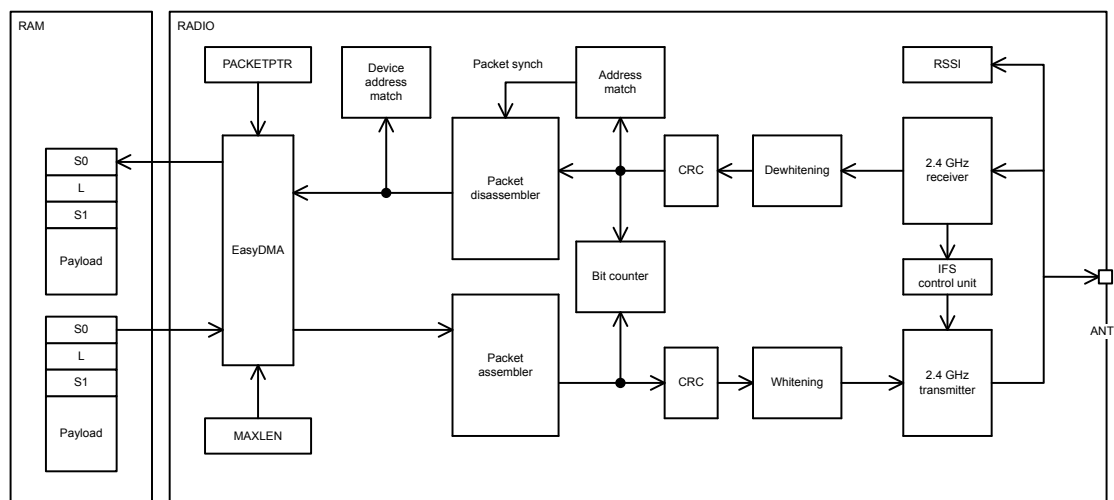 RAM
RADIO
PACKETPTR
Device
address
match
Packet synch
Address
match
RSSI
S0
L
S1
Payload
EasyDMA
Packet
disassembler
CRC
Dewhitening
2.4 GHz
receiver
Bit counter
IFS
control unit
ANT
S0
L
S1
Payload
Packet
assembler
CRC
Whitening
2.4 GHz
transmitter
MAXLEN